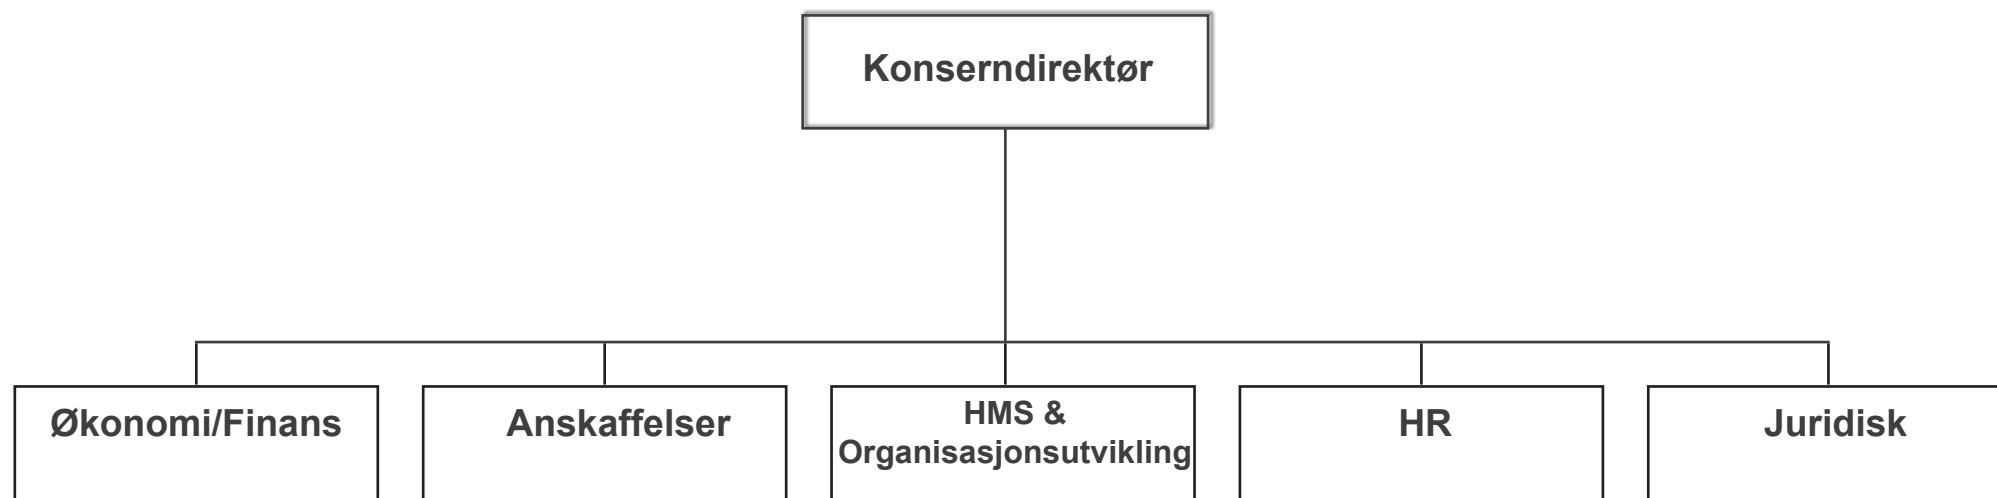 Konserndirektør
Økonomi/Finans
Anskaffelser
HMS &
Organisasjonsutvikling
HR
Juridisk